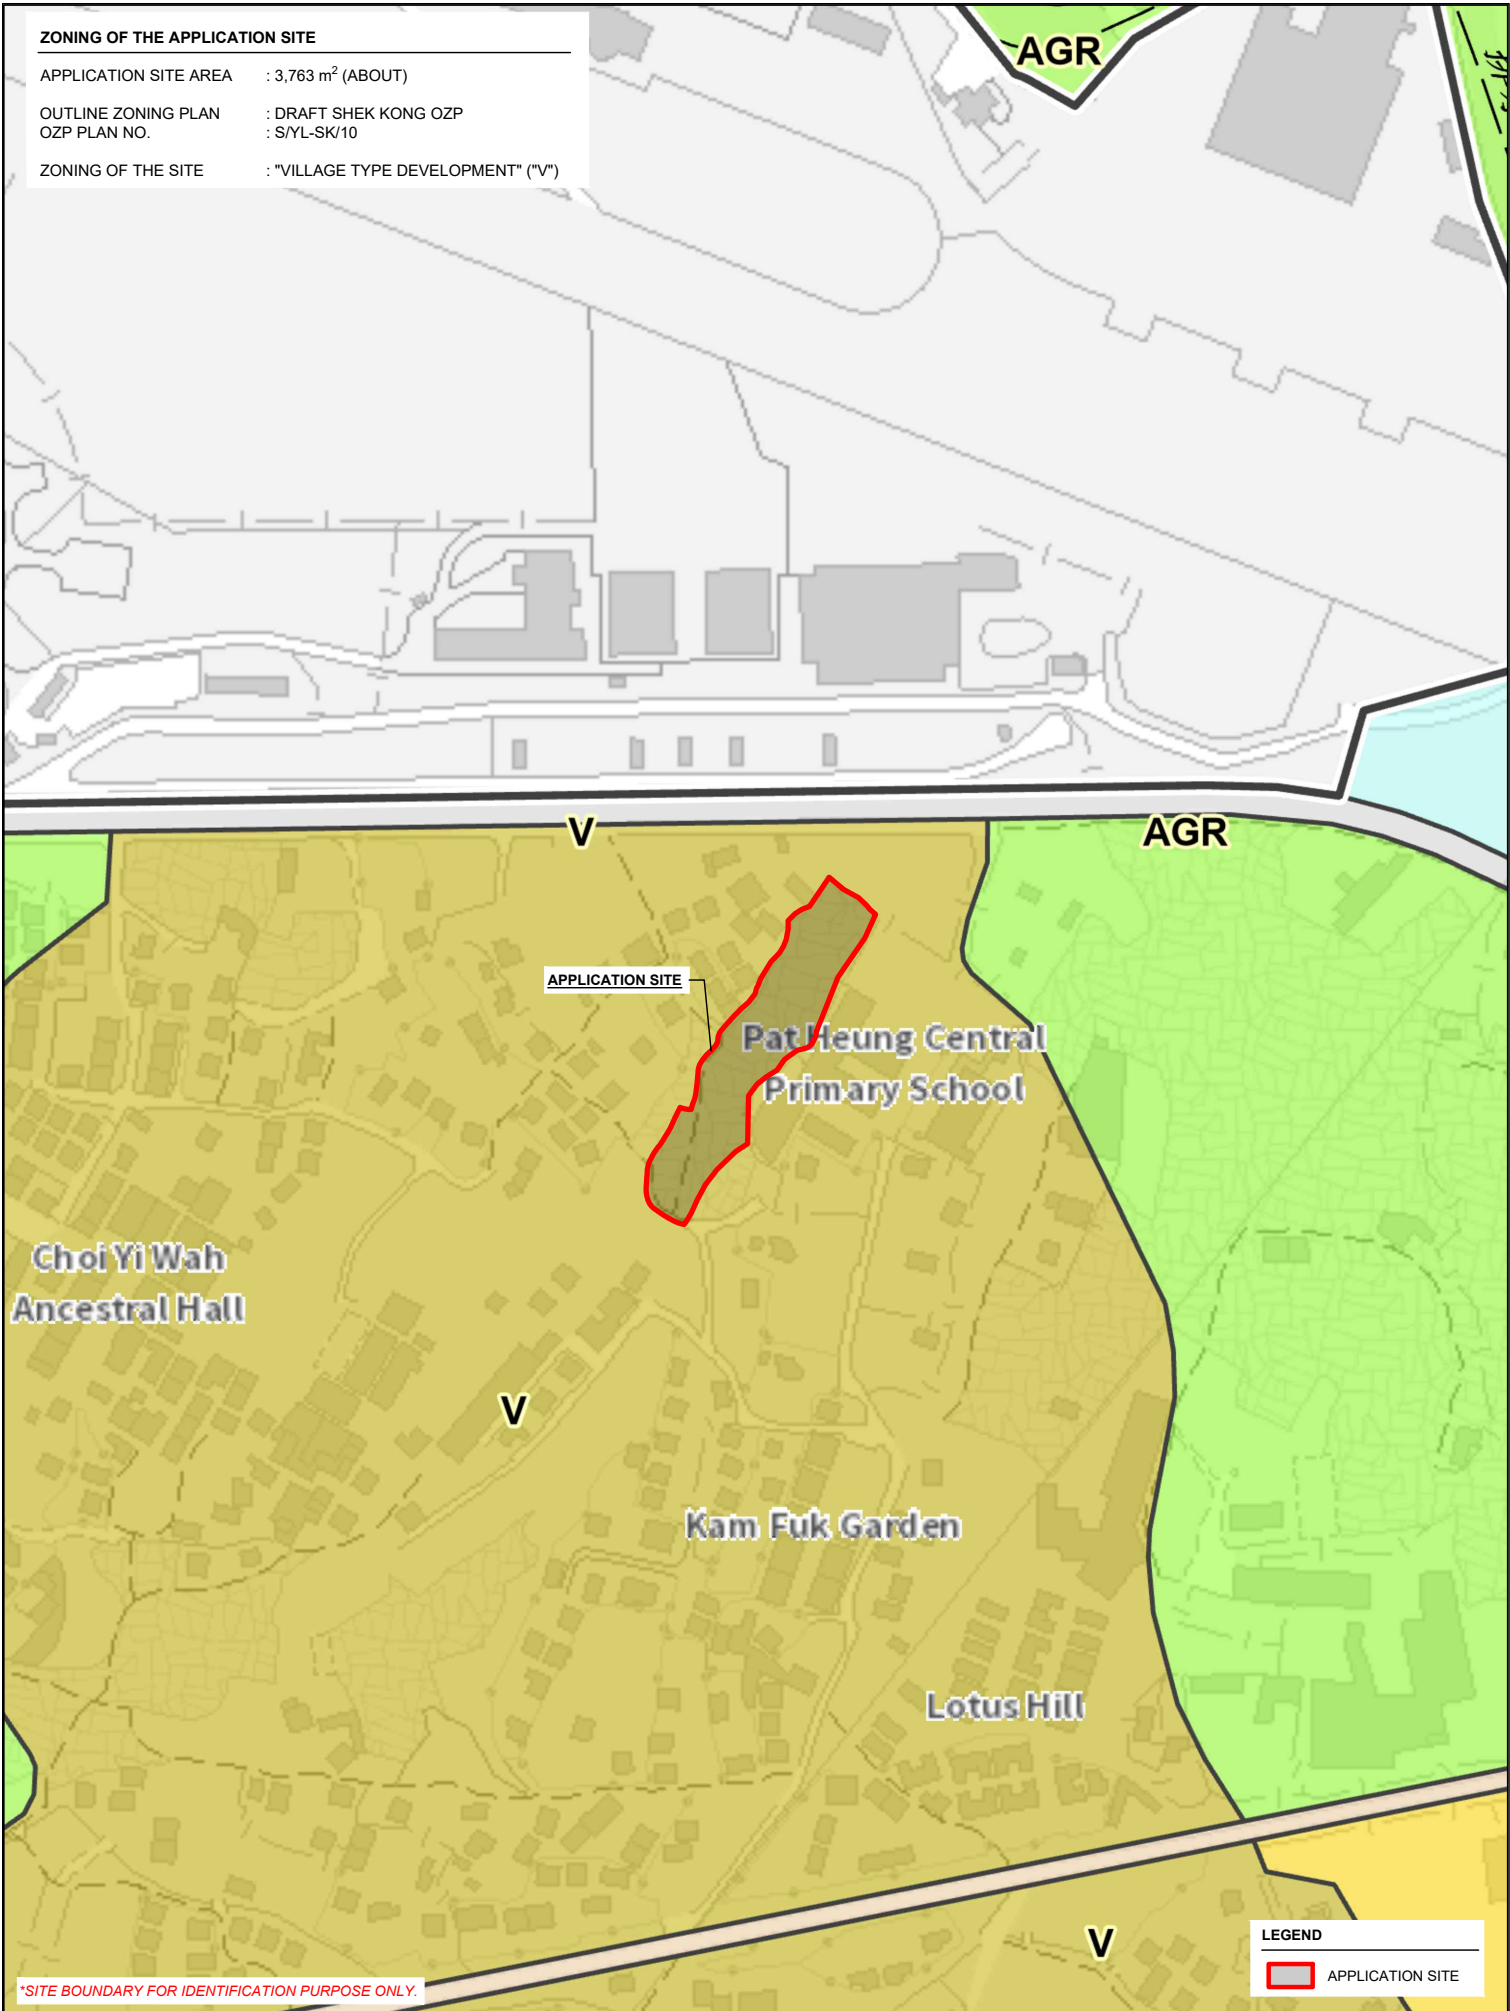 ZONING OF THE APPLICATION SITE
APPLICATION SITE AREA : 3,763 m² (ABOUT)
OUTLINE ZONING PLAN : DRAFT SHEK KONG OZP
OZP PLAN NO. : S/YL-SK/10
ZONING OF THE SITE : "VILLAGE TYPE DEVELOPMENT" ("V")
AGR
V
AGR
APPLICATION SITE
Pat Heung Central
Primary School
Choi Yi Wah
Ancestral Hall
V
Kam Fuk Garden
Lotus Hill
V
LEGEND
APPLICATION SITE
*SITE BOUNDARY FOR IDENTIFICATION PURPOSE ONLY.